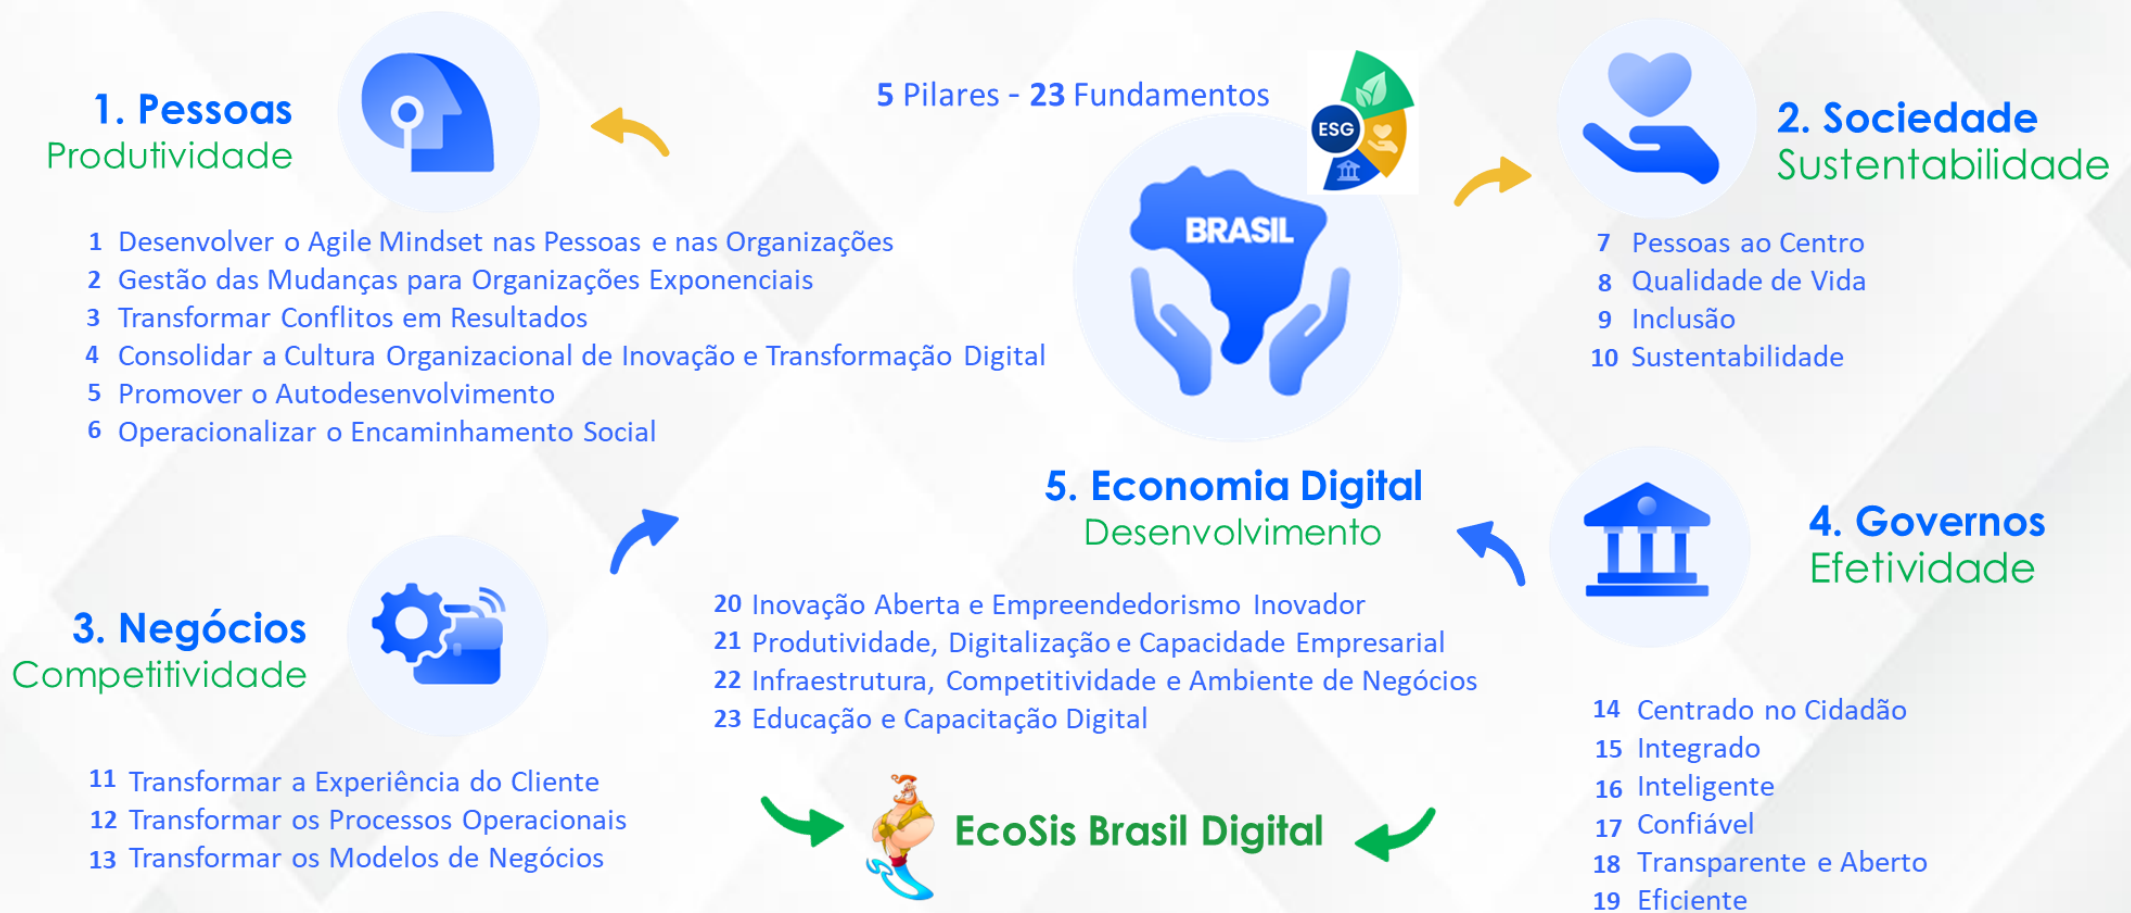 5 Pilares - 23 Fundamentos
ESG
BRASIL
1. Pessoas
Produtividade
1 Desenvolver o Agile Mindset nas Pessoas e nas Organizações
2 Gestão das Mudanças para Organizações Exponenciais
3 Transformar Conflitos em Resultados
4 Consolidar a Cultura Organizacional de Inovação e Transformação Digital
5 Promover o Autodesenvolvimento
6 Operacionalizar o Encaminhamento Social
2. Sociedade
Sustentabilidade
7 Pessoas ao Centro
8 Qualidade de Vida
9 Inclusão
10 Sustentabilidade
3. Negócios
Competitividade
11 Transformar a Experiência do Cliente
12 Transformar os Processos Operacionais
13 Transformar os Modelos de Negócios
4. Governos
Efetividade
14 Centrado no Cidadão
15 Integrado
16 Inteligente
17 Confiável
18 Transparente e Aberto
19 Eficiente
5. Economia Digital
Desenvolvimento
20 Inovação Aberta e Empreendedorismo Inovador
21 Produtividade, Digitalização e Capacidade Empresarial
22 Infraestrutura, Competitividade e Ambiente de Negócios
23 Educação e Capacitação Digital
EcoSis Brasil Digital